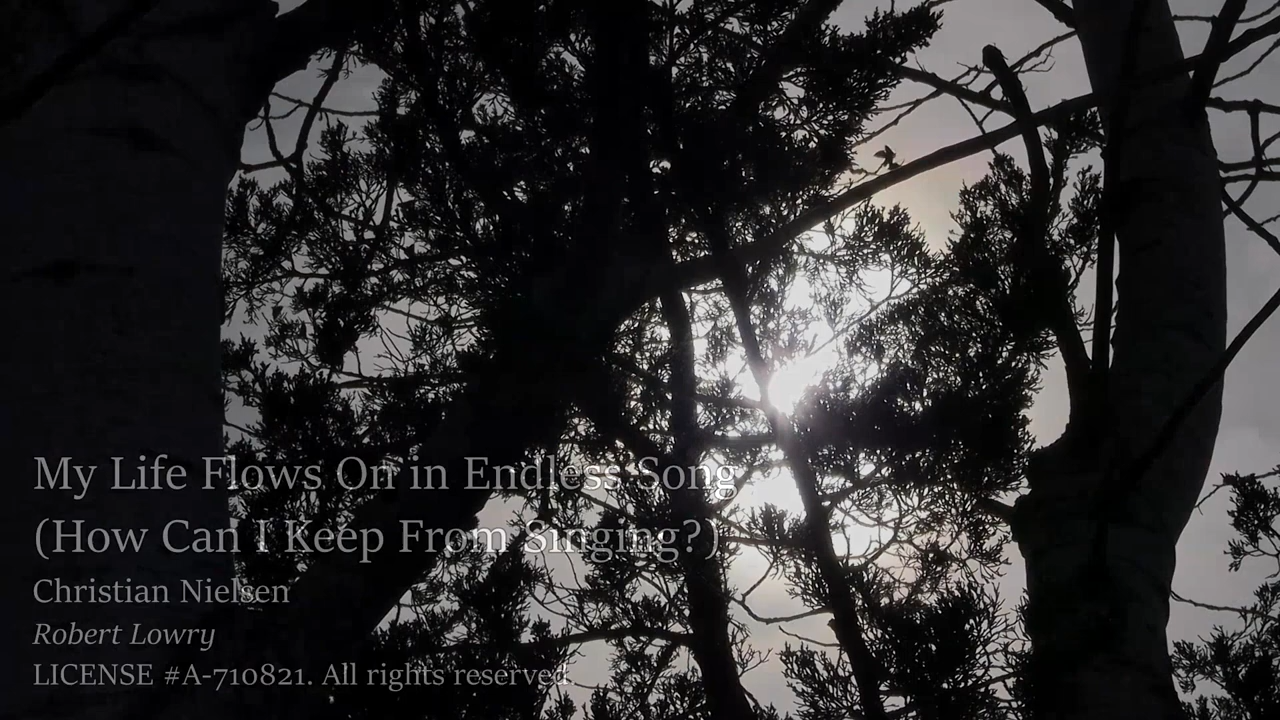 My Life Flows On in Endless Song
(How Can I Keep From Singing?)
Christian Nielsen
Robert Lowry
LICENSE #A-710821. All rights reserved.